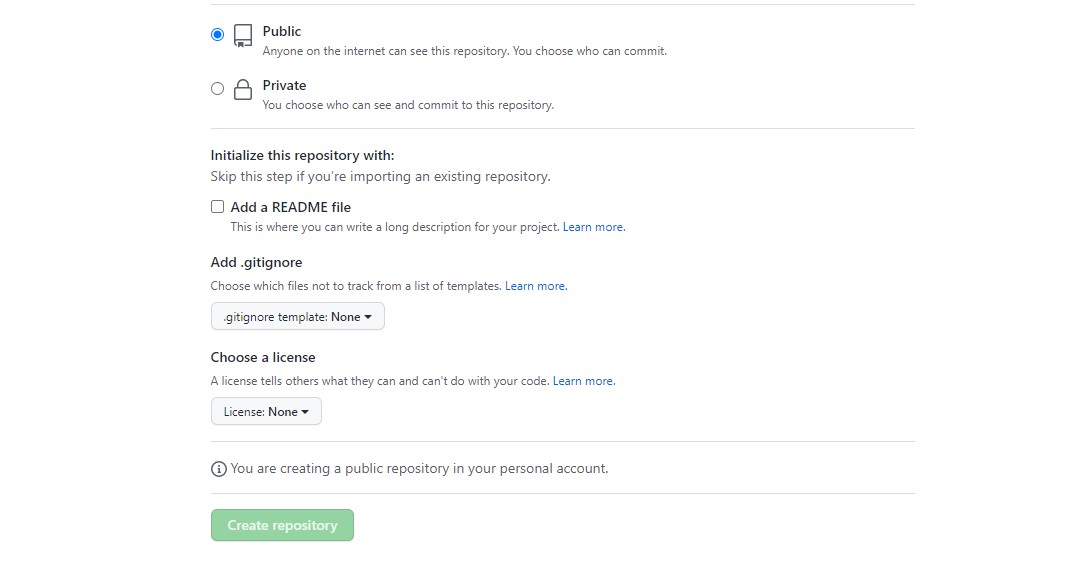 Public
Anyone on the internet can see this repository. You choose who can commit.
Private
You choose who can see and commit to this repository.
Initialize this repository with:
Skip this step if you're importing an existing repository.
Add a README file
This is where you can write a long description for your project. Learn more.
Add .gitignore
Choose which files not to track from a list of templates. Learn more.
.gitignore template: None
Choose a license
A license tells others what they can and can't do with your code. Learn more.
License: None
You are creating a public repository in your personal account.
Create repository